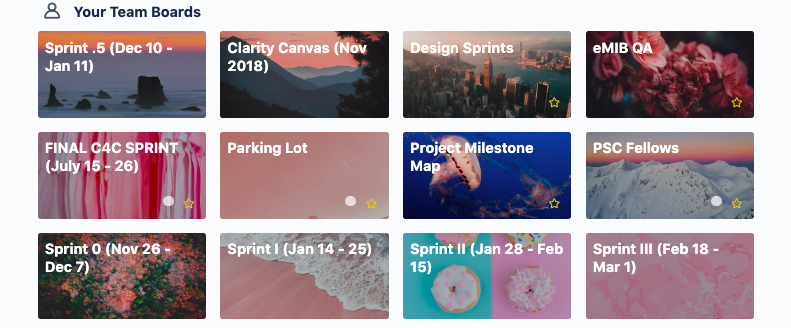 Your Team Boards
Sprint .5 (Dec 10 -
Jan 11)
Clarity Canvas (Nov
2018)
Design Sprints
eMIB QA
FINAL C4C SPRINT
(July 15 - 26)
Parking Lot
Project Milestone
Map
PSC Fellows
Sprint 0 (Nov 26 -
Dec 7)
Sprint I (Jan 14 - 25)
Sprint II (Jan 28 - Feb
15)
Sprint III (Feb 18 -
Mar 1)